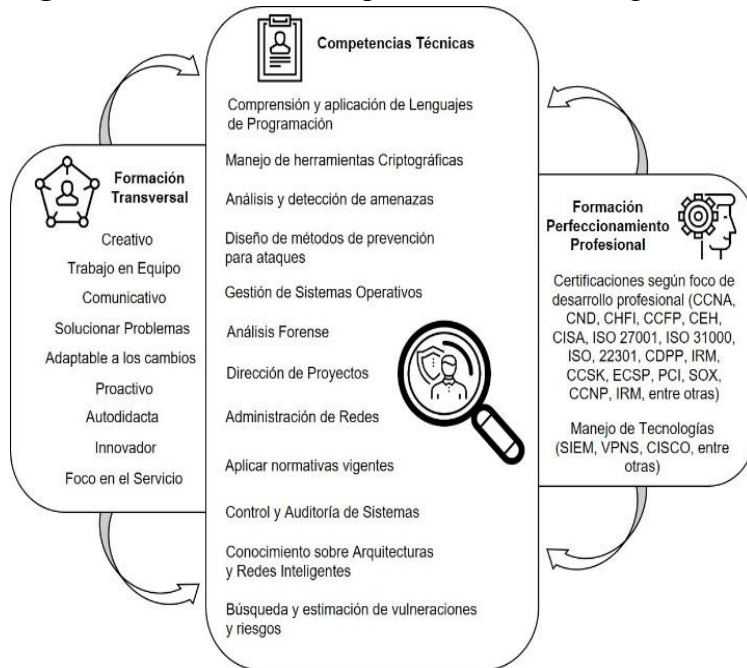 Competencias Técnicas
Comprensión y aplicación de Lenguajes
de Programación
Manejo de herramientas Criptográficas
Análisis y detección de amenazas
Diseño de métodos de prevención
para ataques
Gestión de Sistemas Operativos
Análisis Forense
Dirección de Proyectos
Administración de Redes
Aplicar normativas vigentes
Control y Auditoría de Sistemas
Conocimiento sobre Arquitecturas
y Redes Inteligentes
Búsqueda y estimación de vulneraciones
y riesgos
Formación
Transversal
Creativo
Trabajo en Equipo
Comunicativo
Solucionar Problemas
Adaptable a los cambios
Proactivo
Autodidacta
Innovador
Foco en el Servicio
Formación
Perfeccionamiento
Profesional
Certificaciones según foco de
desarrollo profesional (CCNA,
CND, CHFI, CCFP, CEH,
CISA, ISO 27001, ISO 31000,
ISO, 22301, CDPP, IRM,
CCSK, ECSP, PCI, SOX,
CCNP, IRM, entre otras)
Manejo de Tecnologías
(SIEM, VPNS, CISCO, entre
otras)